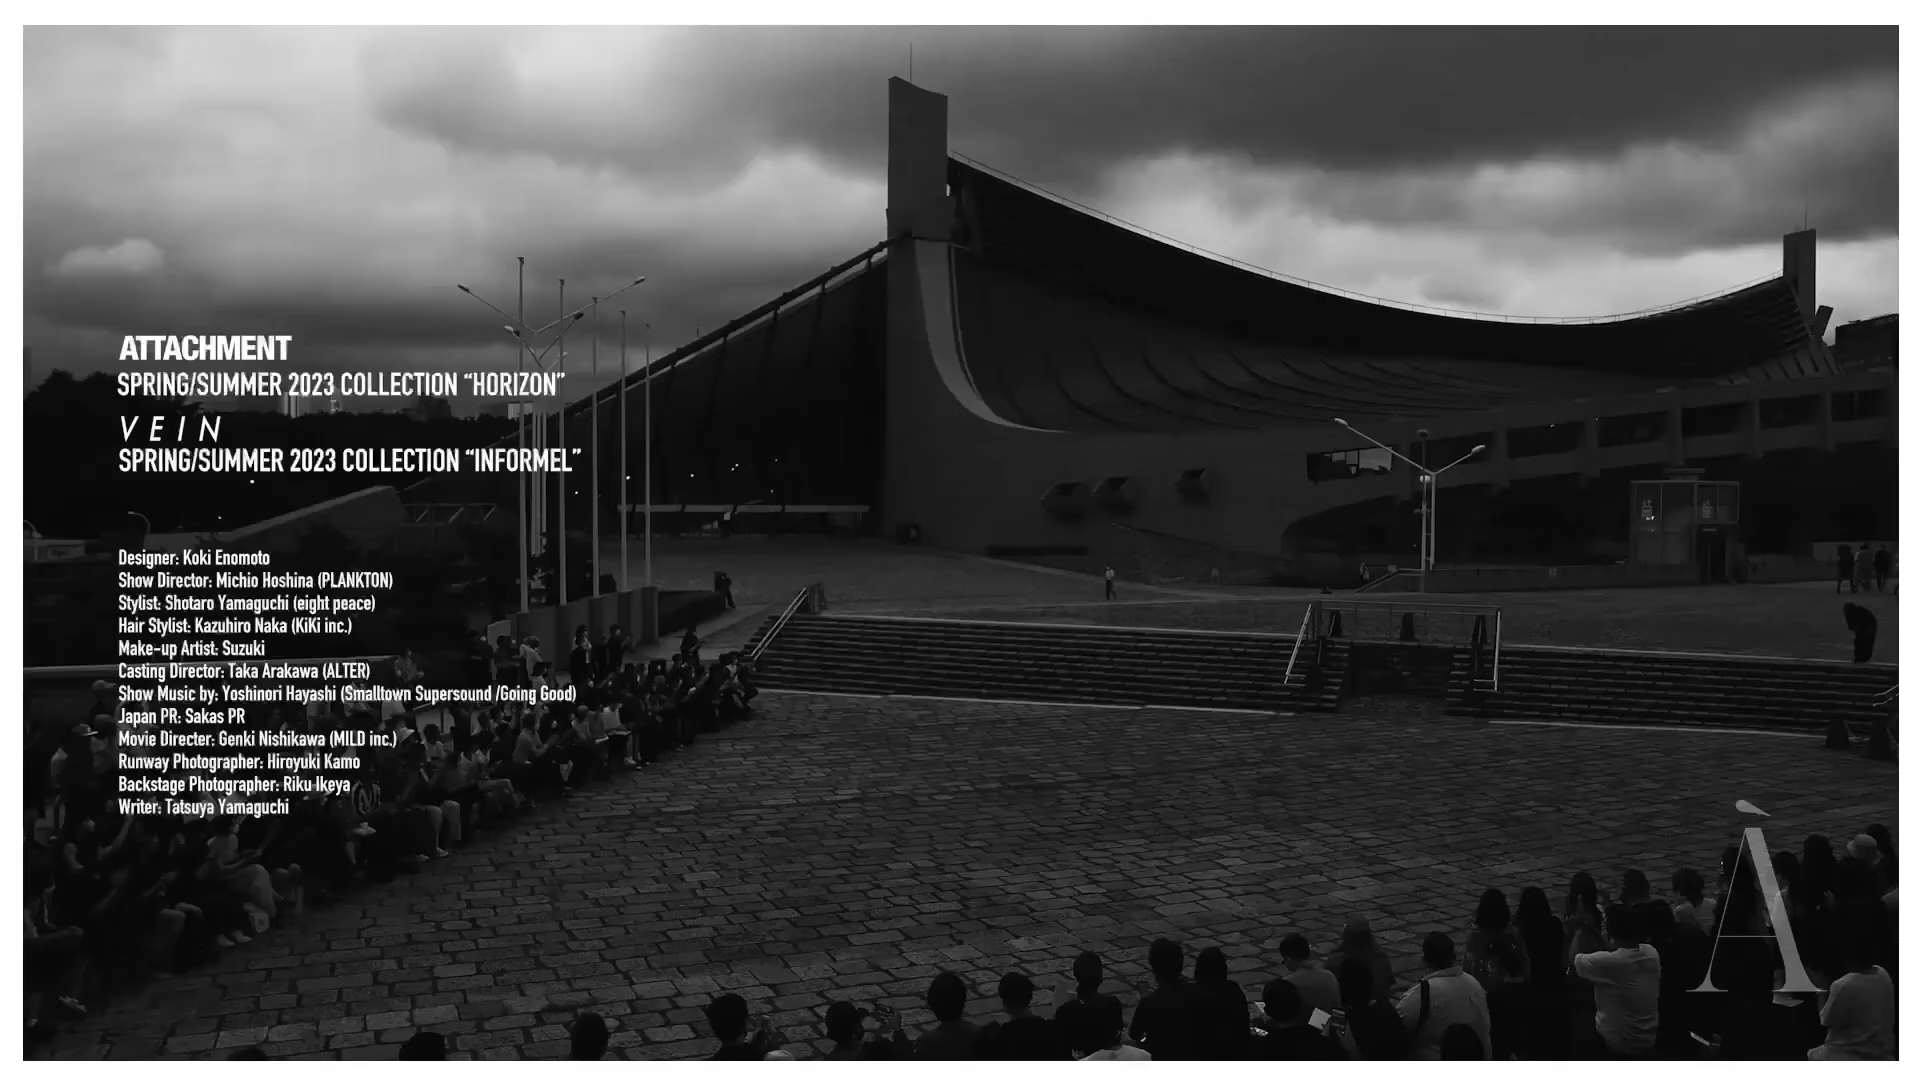 ATTACHMENT
SPRING/SUMMER 2023 COLLECTION “HORIZON”
VEIN
SPRING/SUMMER 2023 COLLECTION “INFORMEL”
Designer: Koki Enomoto
Show Director: Michio Hoshina (PLANKTON)
Stylist: Shotaro Yamaguchi (eight peace)
Hair Stylist: Kazuhiro Naka (KiKi inc.)
Make-up Artist: Suzuki
Casting Director: Taka Arakawa (ALTER)
Show Music by: Yoshinori Hayashi (Smalltown Supersound /Going Good)
Japan PR: Sakas PR
Movie Directer: Genki Nishikawa (MILD inc.)
Runway Photographer: Hiroyuki Kamo
Backstage Photographer: Riku Ikeya
Writer: Tatsuya Yamaguchi
À